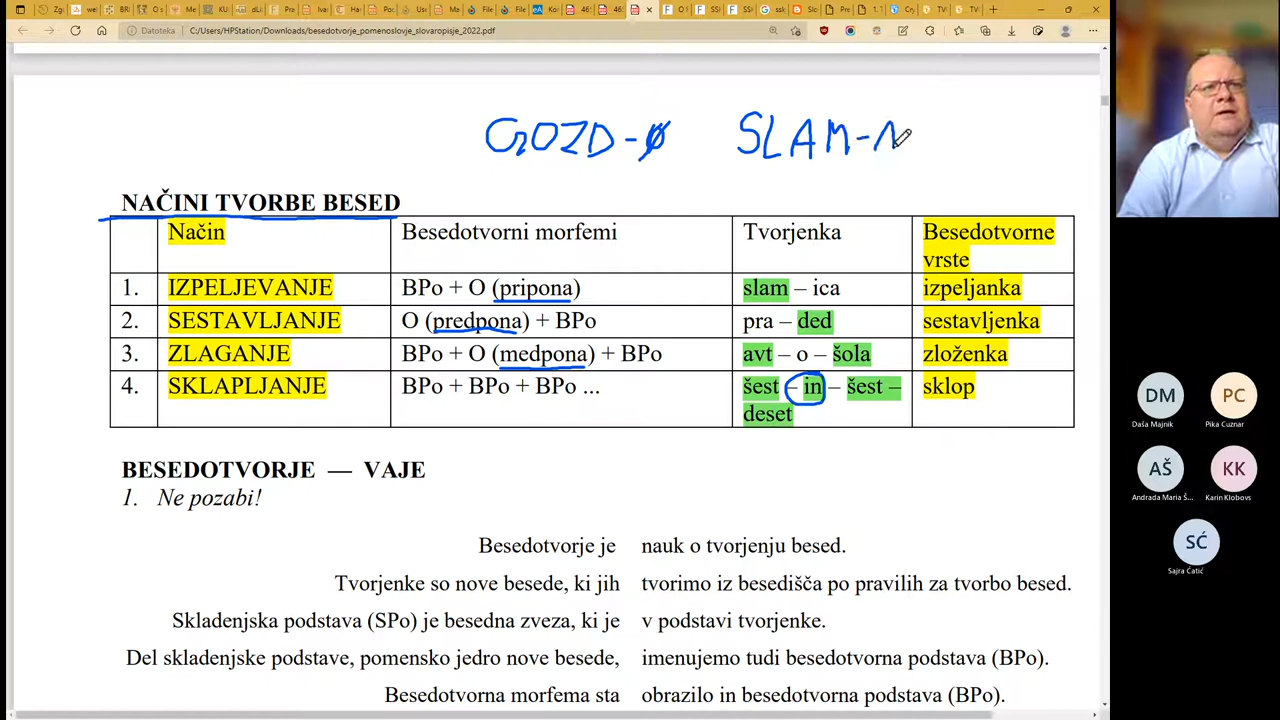 Datoteka C:/Users/HPStation/Downloads/besedotvorje_pomenoslovje_slovaropisje_2022.pdf
GOZD-Ø SLAM-N
NAČINI TVORBE BESED
Način Besedotvorni morfemi Tvorjenka Besedotvorne vrste
1. IZPELJEVANJE BPo + O (pripona) slam – ica izpeljanka
2. SESTAVLJANJE O (predpona) + BPo pra – ded sestavljenka
3. ZLAGANJE BPo + O (medpona) + BPo avt – o – šola zloženka
4. SKLAPLJANJE BPo + BPo + BPo ... šest – in – šest – deset sklop
BESEDOTVORJE — VAJE
1. Ne pozabi!
Besedotvorje je nauk o tvorjenju besed.
Tvorjenke so nove besede, ki jih tvorimo iz besedišča po pravilih za tvorbo besed.
Skladenjska podstava (SPo) je besedna zveza, ki je v podstavi tvorjenke.
Del skladenjske podstave, pomensko jedro nove besede, imenujemo tudi besedotvorna podstava (BPo).
Besedotvorna morfema sta obrazilo in besedotvorna podstava (BPo).
DM PC
Daša Majnik Pika Cuznar
AŠ KK
Andrada Maria Š... Karin Klobovs
SĆ
Sajra Ćatić